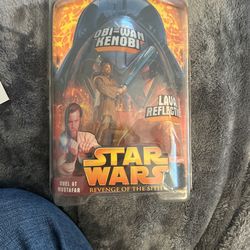 OBI-WAN
KENOBI
LAVA
REFLECTION
STAR
WARS
REVENGE OF THE SITH
DUEL AT
MUSTAFAR